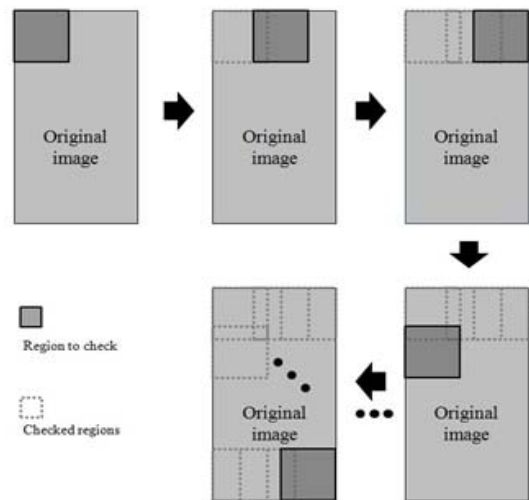 Original
image
Original
image
Original
image
Region to check
Checked regions
Original
image
Original
image